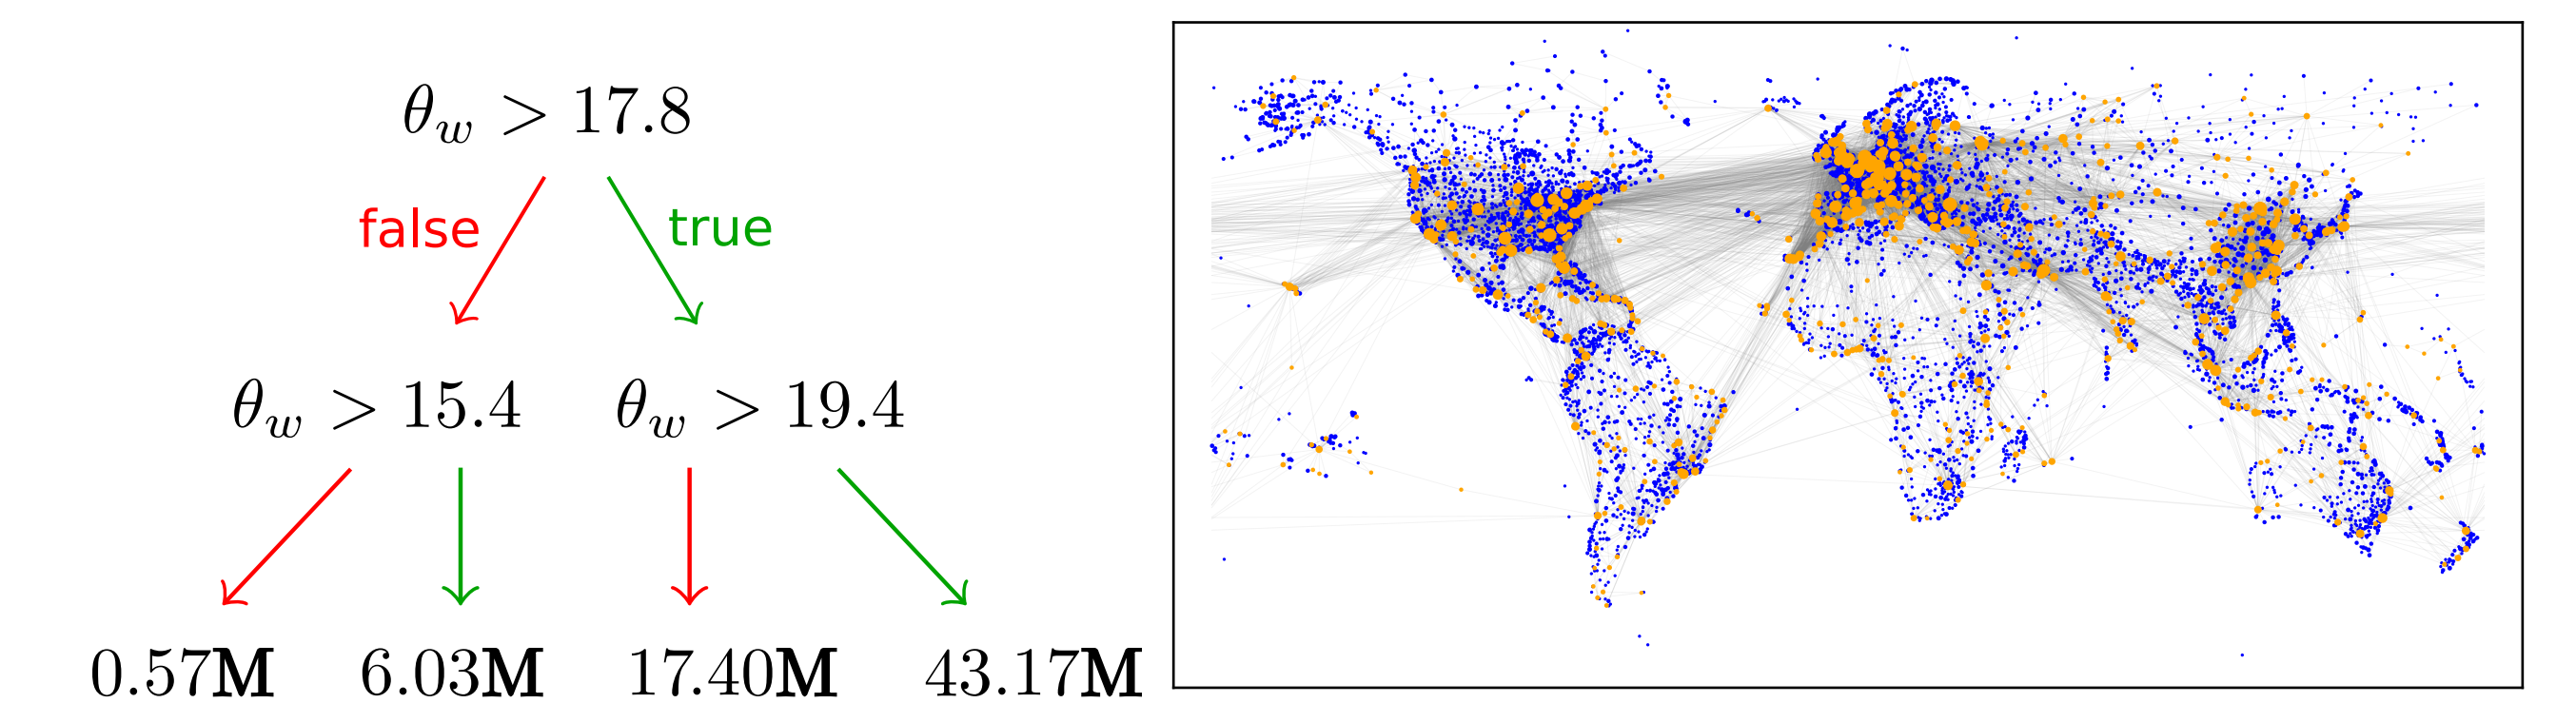 θ_w > 17.8
false true
θ_w > 15.4 θ_w > 19.4
0.57M 6.03M 17.40M 43.17M